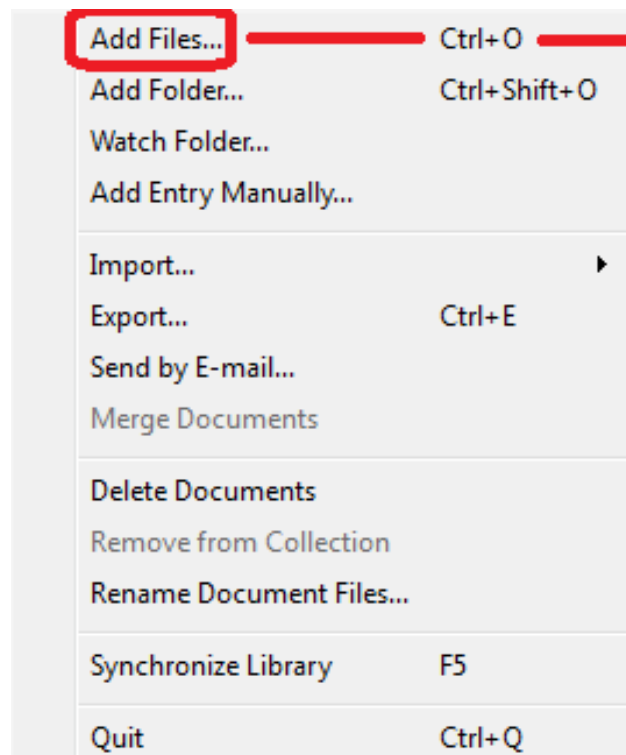 Add Files... Ctrl+O
Add Folder... Ctrl+Shift+O
Watch Folder...
Add Entry Manually...
Import...
Export... Ctrl+E
Send by E-mail...
Merge Documents
Delete Documents
Remove from Collection
Rename Document Files...
Synchronize Library F5
Quit Ctrl+Q